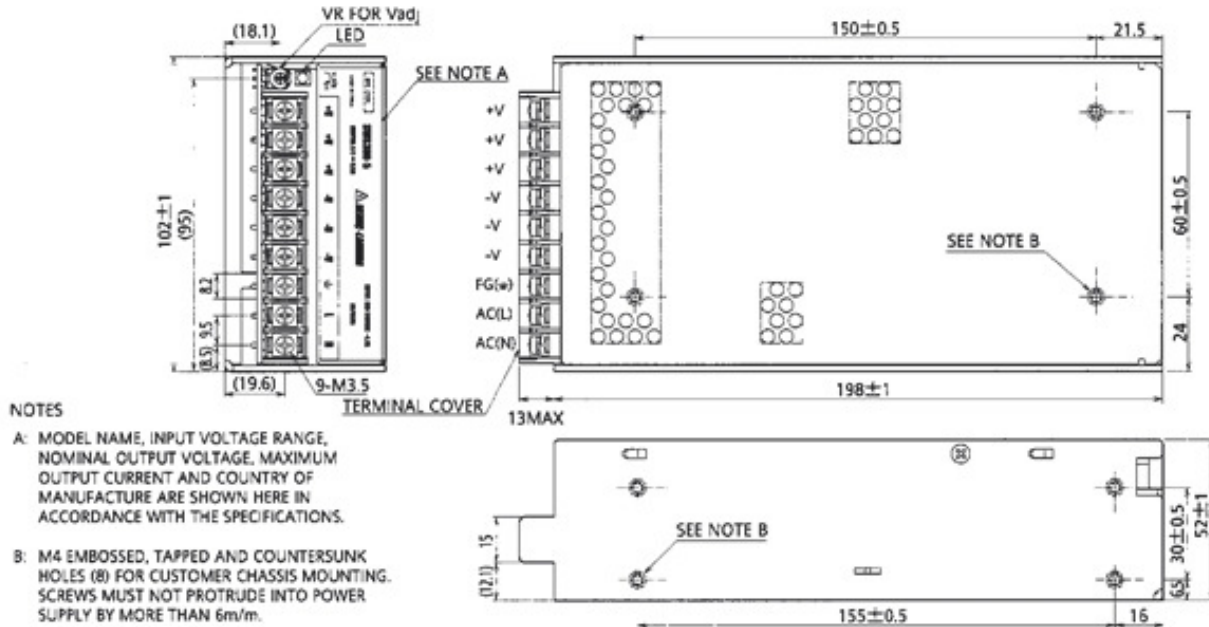 VR FOR Vadj
LED
(18.1)
SEE NOTE A
150±0.5
21.5
+V
+V
+V
-V
-V
-V
FG(⏚)
AC(L)
AC(N)
102±1
(95)
8.2
9.5
(8.5)
(19.6)
9-M3.5
TERMINAL COVER
13MAX
198±1
SEE NOTE B
60±0.5
24
NOTES
A: MODEL NAME, INPUT VOLTAGE RANGE,
NOMINAL OUTPUT VOLTAGE, MAXIMUM
OUTPUT CURRENT AND COUNTRY OF
MANUFACTURE ARE SHOWN HERE IN
ACCORDANCE WITH THE SPECIFICATIONS.
B: M4 EMBOSSED, TAPPED AND COUNTERSUNK
HOLES (8) FOR CUSTOMER CHASSIS MOUNTING.
SCREWS MUST NOT PROTRUDE INTO POWER
SUPPLY BY MORE THAN 6m/m.
SEE NOTE B
15
(12.1)
155±0.5
16
6.5
30±0.5
52±1